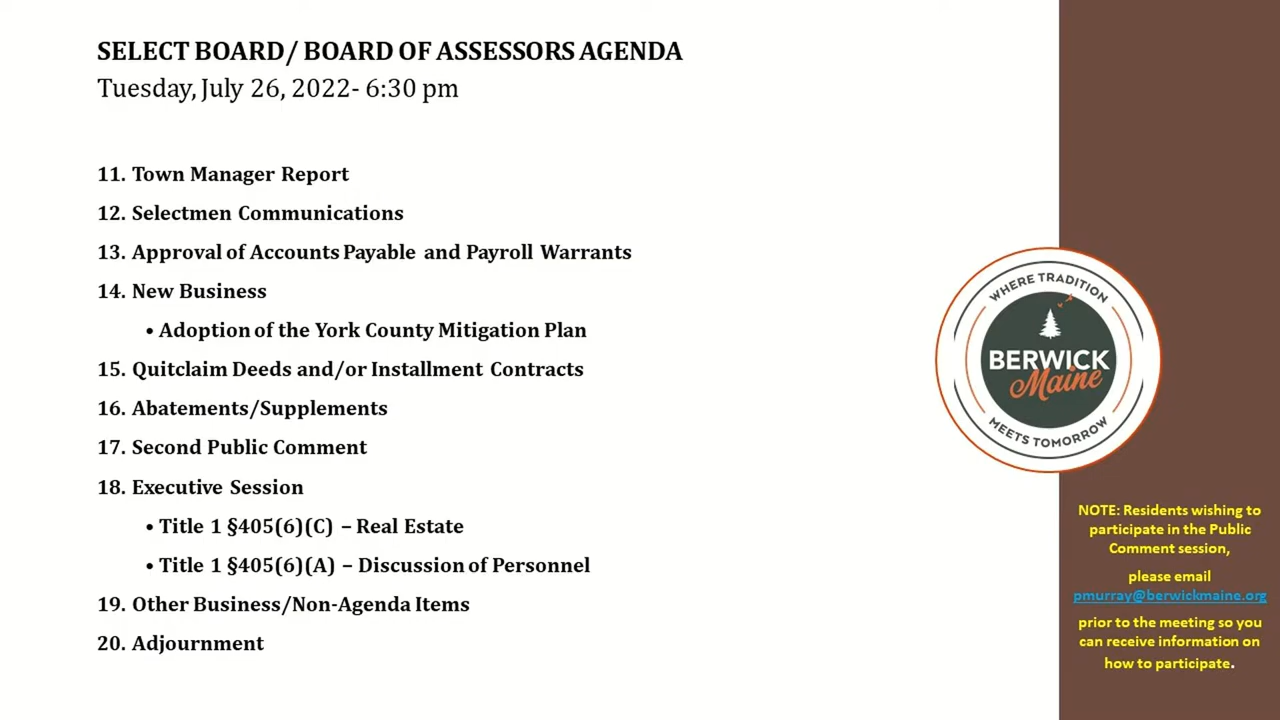 SELECT BOARD/ BOARD OF ASSESSORS AGENDA
Tuesday, July 26, 2022- 6:30 pm
11. Town Manager Report
12. Selectmen Communications
13. Approval of Accounts Payable and Payroll Warrants
14. New Business
• Adoption of the York County Mitigation Plan
15. Quitclaim Deeds and/or Installment Contracts
16. Abatements/Supplements
17. Second Public Comment
18. Executive Session
• Title 1 §405(6)(C) – Real Estate
• Title 1 §405(6)(A) – Discussion of Personnel
19. Other Business/Non-Agenda Items
20. Adjournment
WHERE TRADITION
BERWICK
Maine
MEETS TOMORROW
NOTE: Residents wishing to
participate in the Public
Comment session,
please email
pmurray@berwickmaine.org
prior to the meeting so you
can receive information on
how to participate.